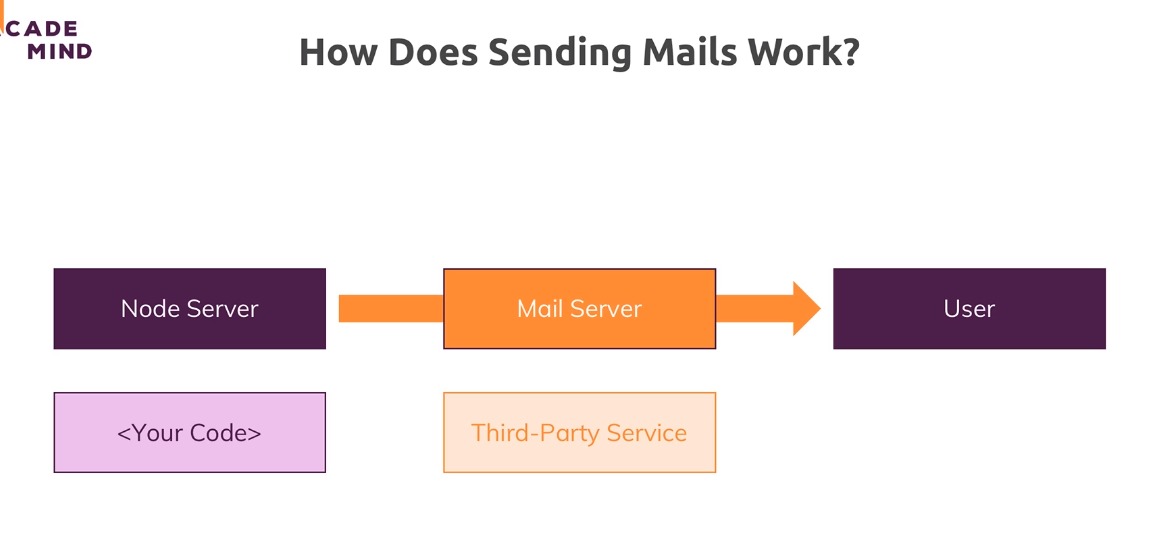 CADE
MIND
How Does Sending Mails Work?
Node Server
Mail Server
User
<Your Code>
Third-Party Service